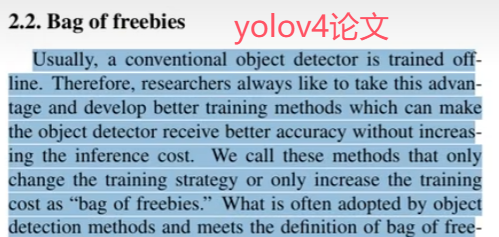 2.2. Bag of freebies
yolov4论文
Usually, a conventional object detector is trained off-
line. Therefore, researchers always like to take this advan-
tage and develop better training methods which can make
the object detector receive better accuracy without increas-
ing the inference cost. We call these methods that only
change the training strategy or only increase the training
cost as “bag of freebies.” What is often adopted by object
detection methods and meets the definition of bag of free-